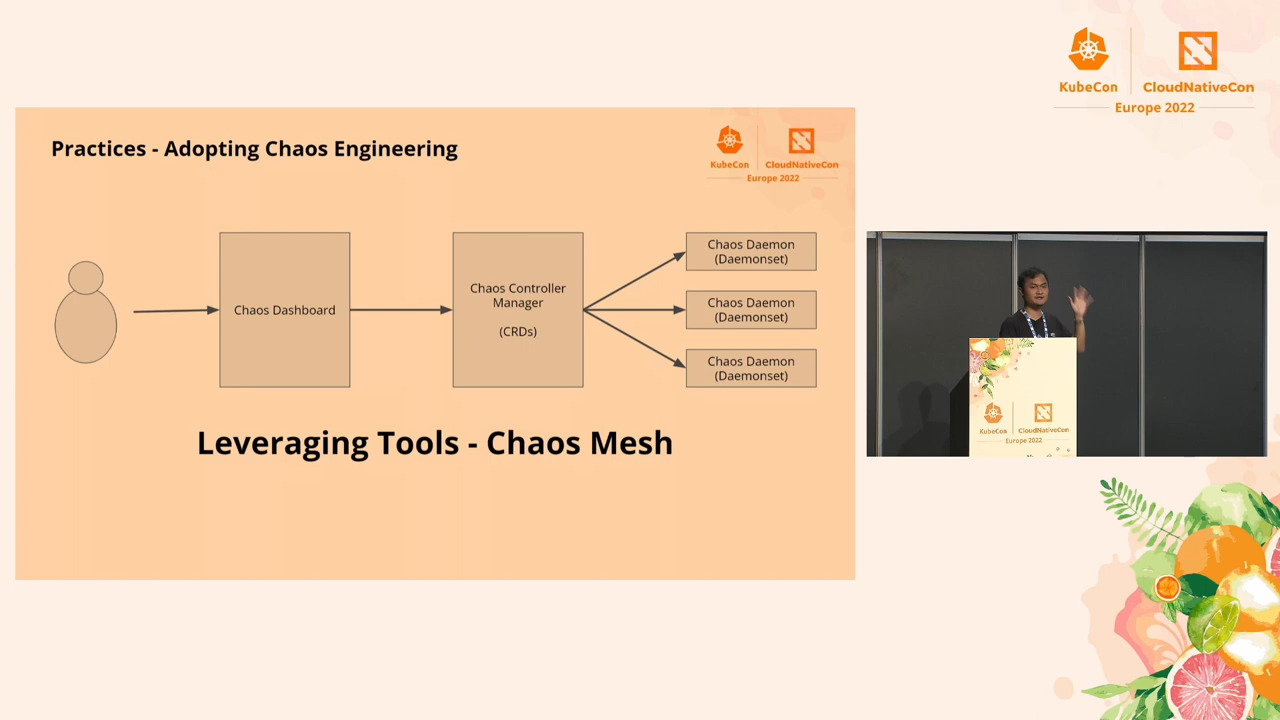 KubeCon
CloudNativeCon
Europe 2022
Practices - Adopting Chaos Engineering
KubeCon
CloudNativeCon
Europe 2022
Chaos Dashboard
Chaos Controller
Manager
(CRDs)
Chaos Daemon
(Daemonset)
Chaos Daemon
(Daemonset)
Chaos Daemon
(Daemonset)
Leveraging Tools - Chaos Mesh
KubeCon
CloudNativeCon
Europe 2022